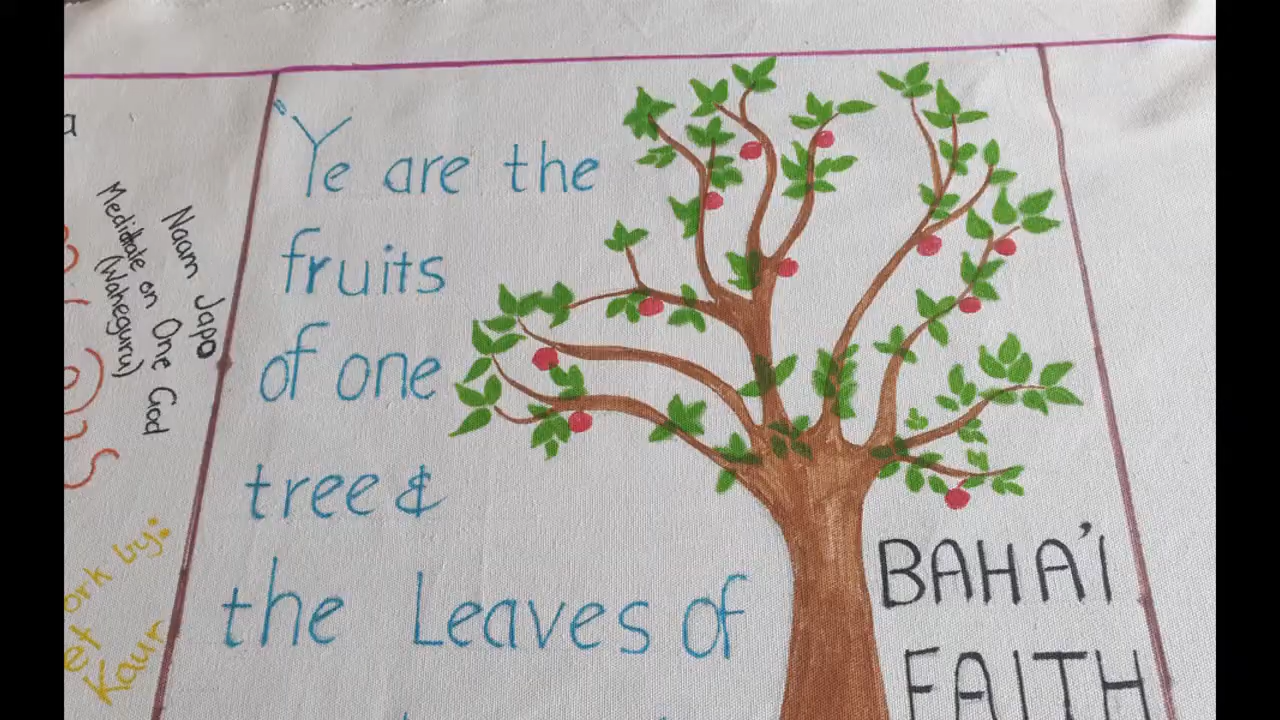 a
Naam Japo
Meditate on One God
(Waheguru)
ork by:
et
Kaur
"Ye are the
fruits
of one
tree &
the Leaves of
BAHA'I
FAITH